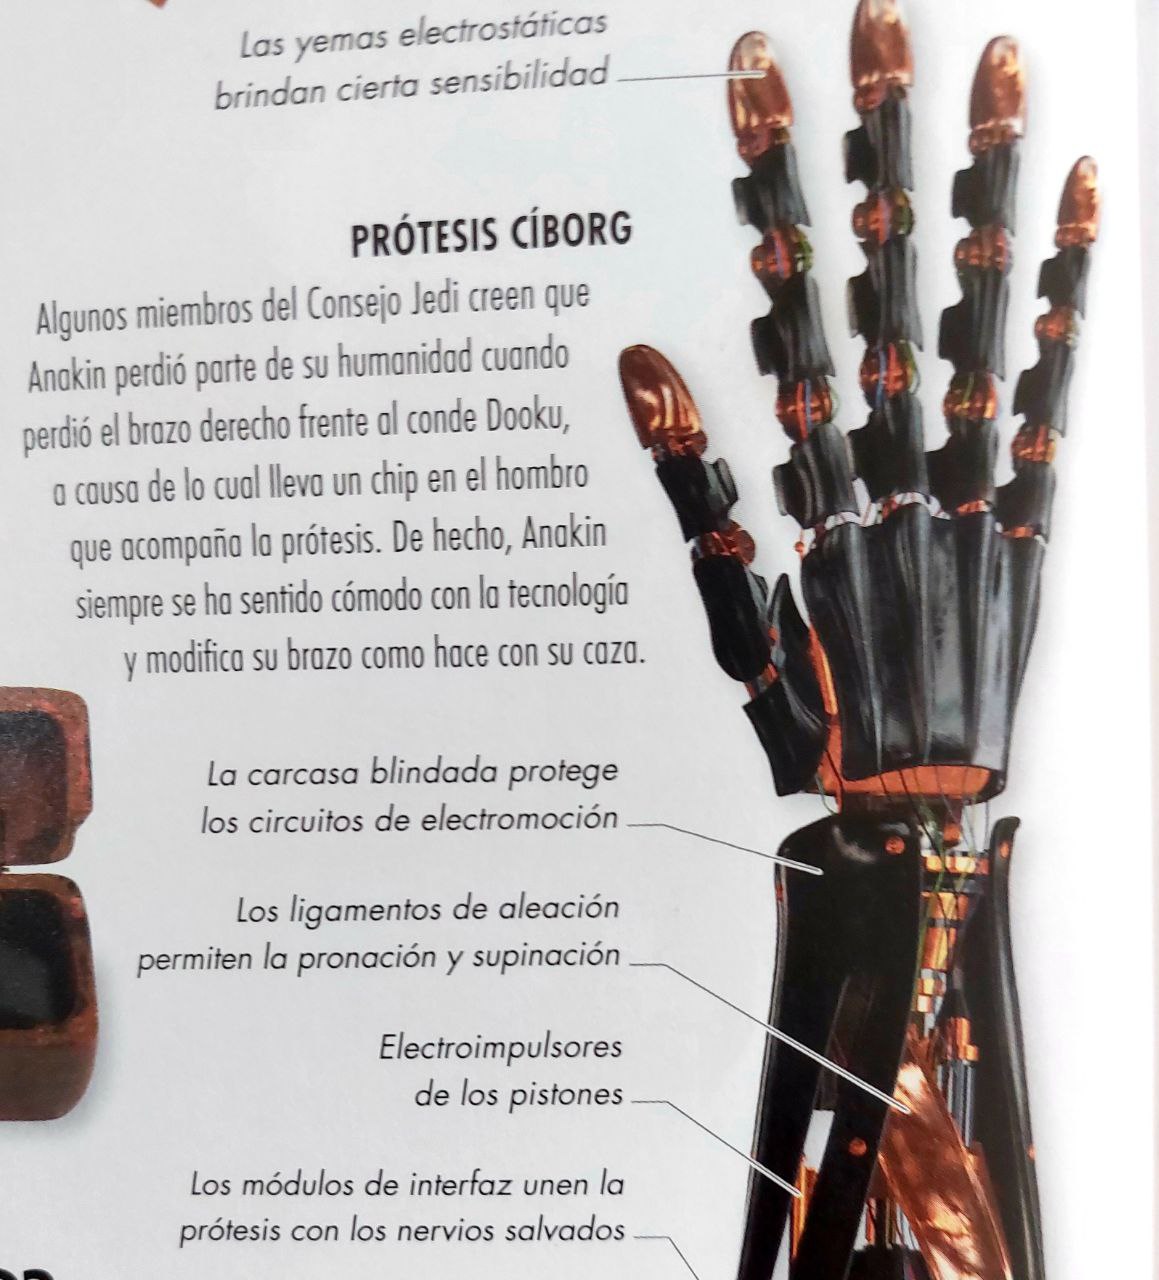 Las yemas electrostáticas
brindan cierta sensibilidad
PRÓTESIS CÍBORG
Algunos miembros del Consejo Jedi creen que
Anakin perdió parte de su humanidad cuando
perdió el brazo derecho frente al conde Dooku,
a causa de lo cual lleva un chip en el hombro
que acompaña la prótesis. De hecho, Anakin
siempre se ha sentido cómodo con la tecnología
y modifica su brazo como hace con su caza.
La carcasa blindada protege
los circuitos de electromoción
Los ligamentos de aleación
permiten la pronación y supinación
Electroimpulsores
de los pistones
Los módulos de interfaz unen la
prótesis con los nervios salvados